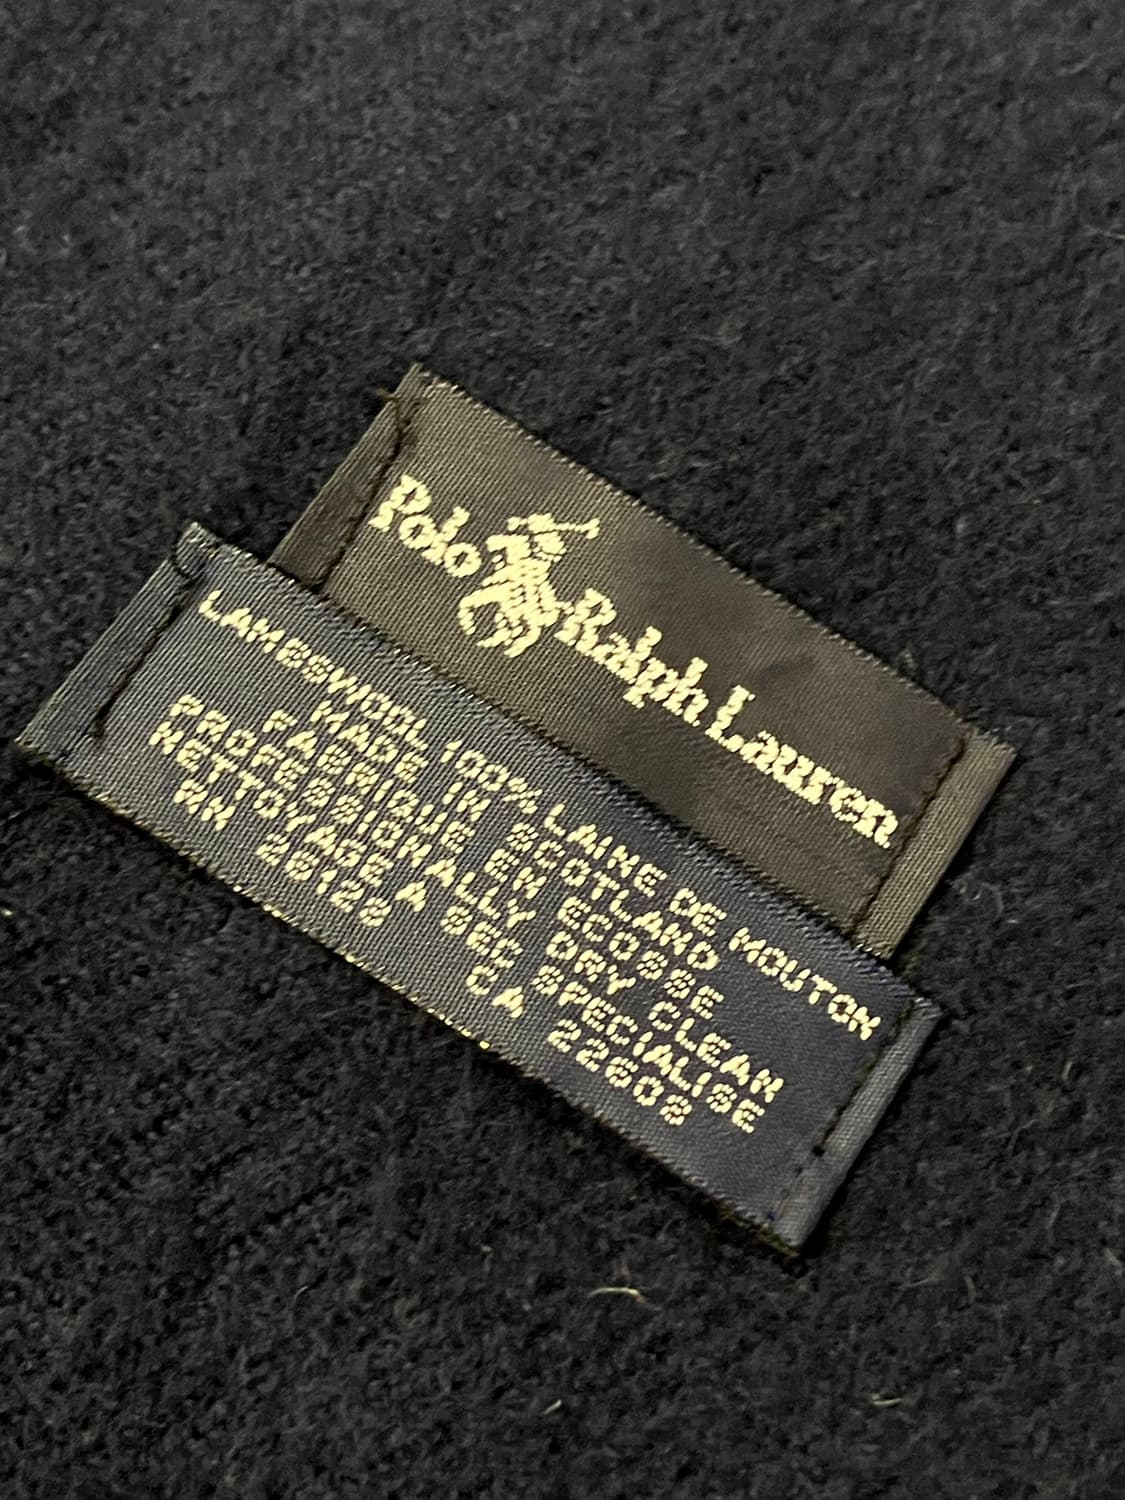 Polo Ralph Lauren
LAMBSWOOL 100% LAINE DE MOUTON
MADE IN SCOTLAND
FABRIQUE EN ECOSSE
PROFESSIONALLY DRY CLEAN
NETTOYAGE A SEC SPECIALISE
RN 26120 CA 22602